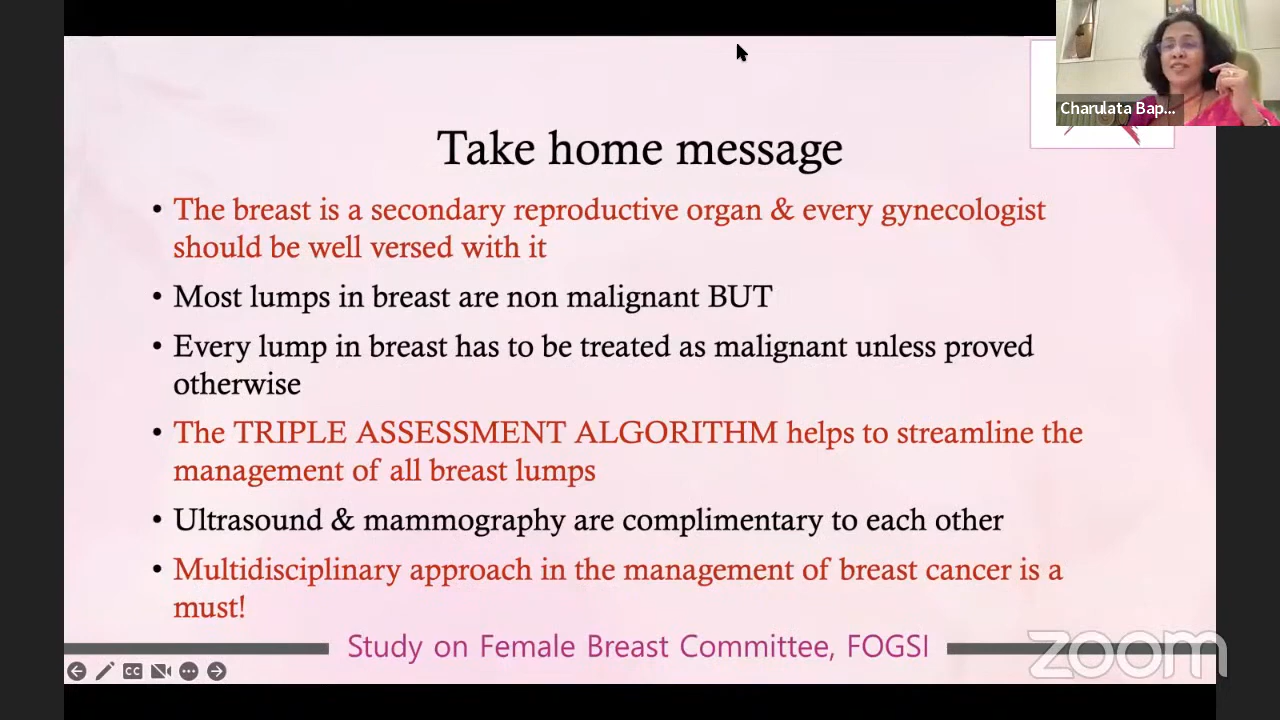 Charulata Bap...
Take home message
• The breast is a secondary reproductive organ & every gynecologist
should be well versed with it
• Most lumps in breast are non malignant BUT
• Every lump in breast has to be treated as malignant unless proved
otherwise
• The TRIPLE ASSESSMENT ALGORITHM helps to streamline the
management of all breast lumps
• Ultrasound & mammography are complimentary to each other
• Multidisciplinary approach in the management of breast cancer is a
must!
Study on Female Breast Committee, FOGSI
zoom
CC